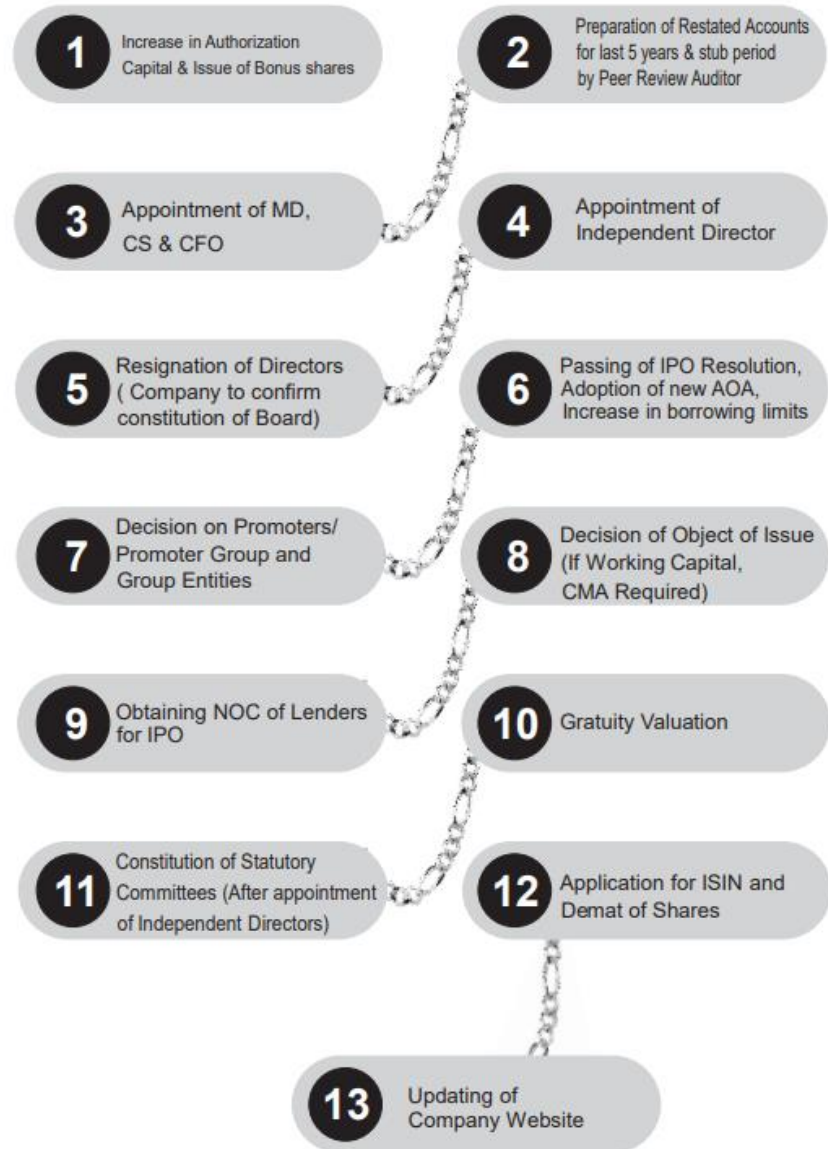 1
Increase in Authorization
Capital & Issue of Bonus shares
2
Preparation of Restated Accounts
for last 5 years & stub period
by Peer Review Auditor
3
Appointment of MD,
CS & CFO
4
Appointment of
Independent Director
5
Resignation of Directors
( Company to confirm
constitution of Board)
6
Passing of IPO Resolution,
Adoption of new AOA,
Increase in borrowing limits
7
Decision on Promoters/
Promoter Group and
Group Entities
8
Decision of Object of Issue
(If Working Capital,
CMA Required)
9
Obtaining NOC of Lenders
for IPO
10
Gratuity Valuation
11
Constitution of Statutory
Committees (After appointment
of Independent Directors)
12
Application for ISIN and
Demat of Shares
13
Updating of
Company Website